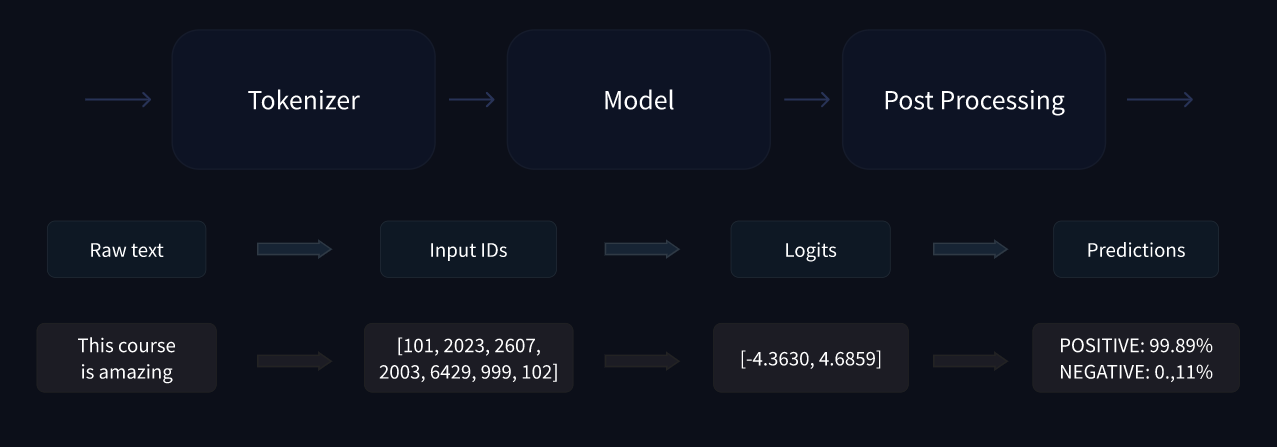 Tokenizer
Model
Post Processing
Raw text
Input IDs
Logits
Predictions
This course
is amazing
[101, 2023, 2607,
2003, 6429, 999, 102]
[-4.3630, 4.6859]
POSITIVE: 99.89%
NEGATIVE: 0.,11%